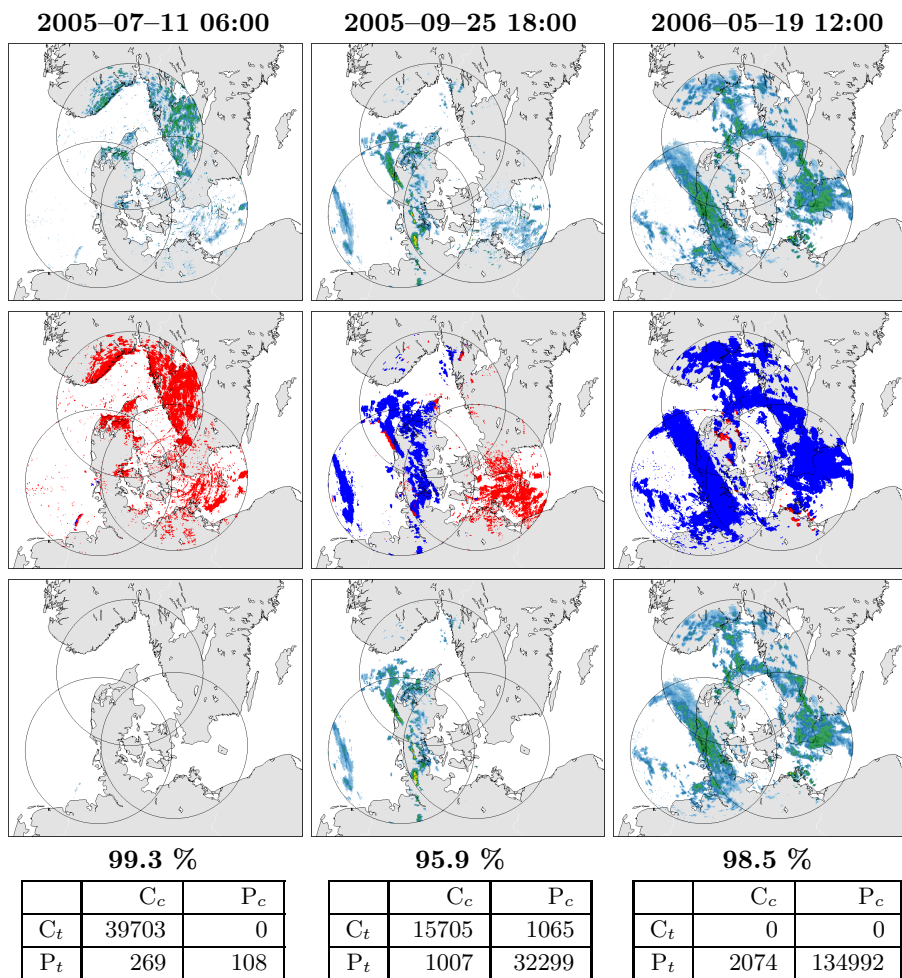 2005–07–11 06:00 2005–09–25 18:00 2006–05–19 12:00
99.3 % 95.9 % 98.5 %
C_c P_c C_c P_c C_c P_c
C_t 39703 0 C_t 15705 1065 C_t 0 0
P_t 269 108 P_t 1007 32299 P_t 2074 134992